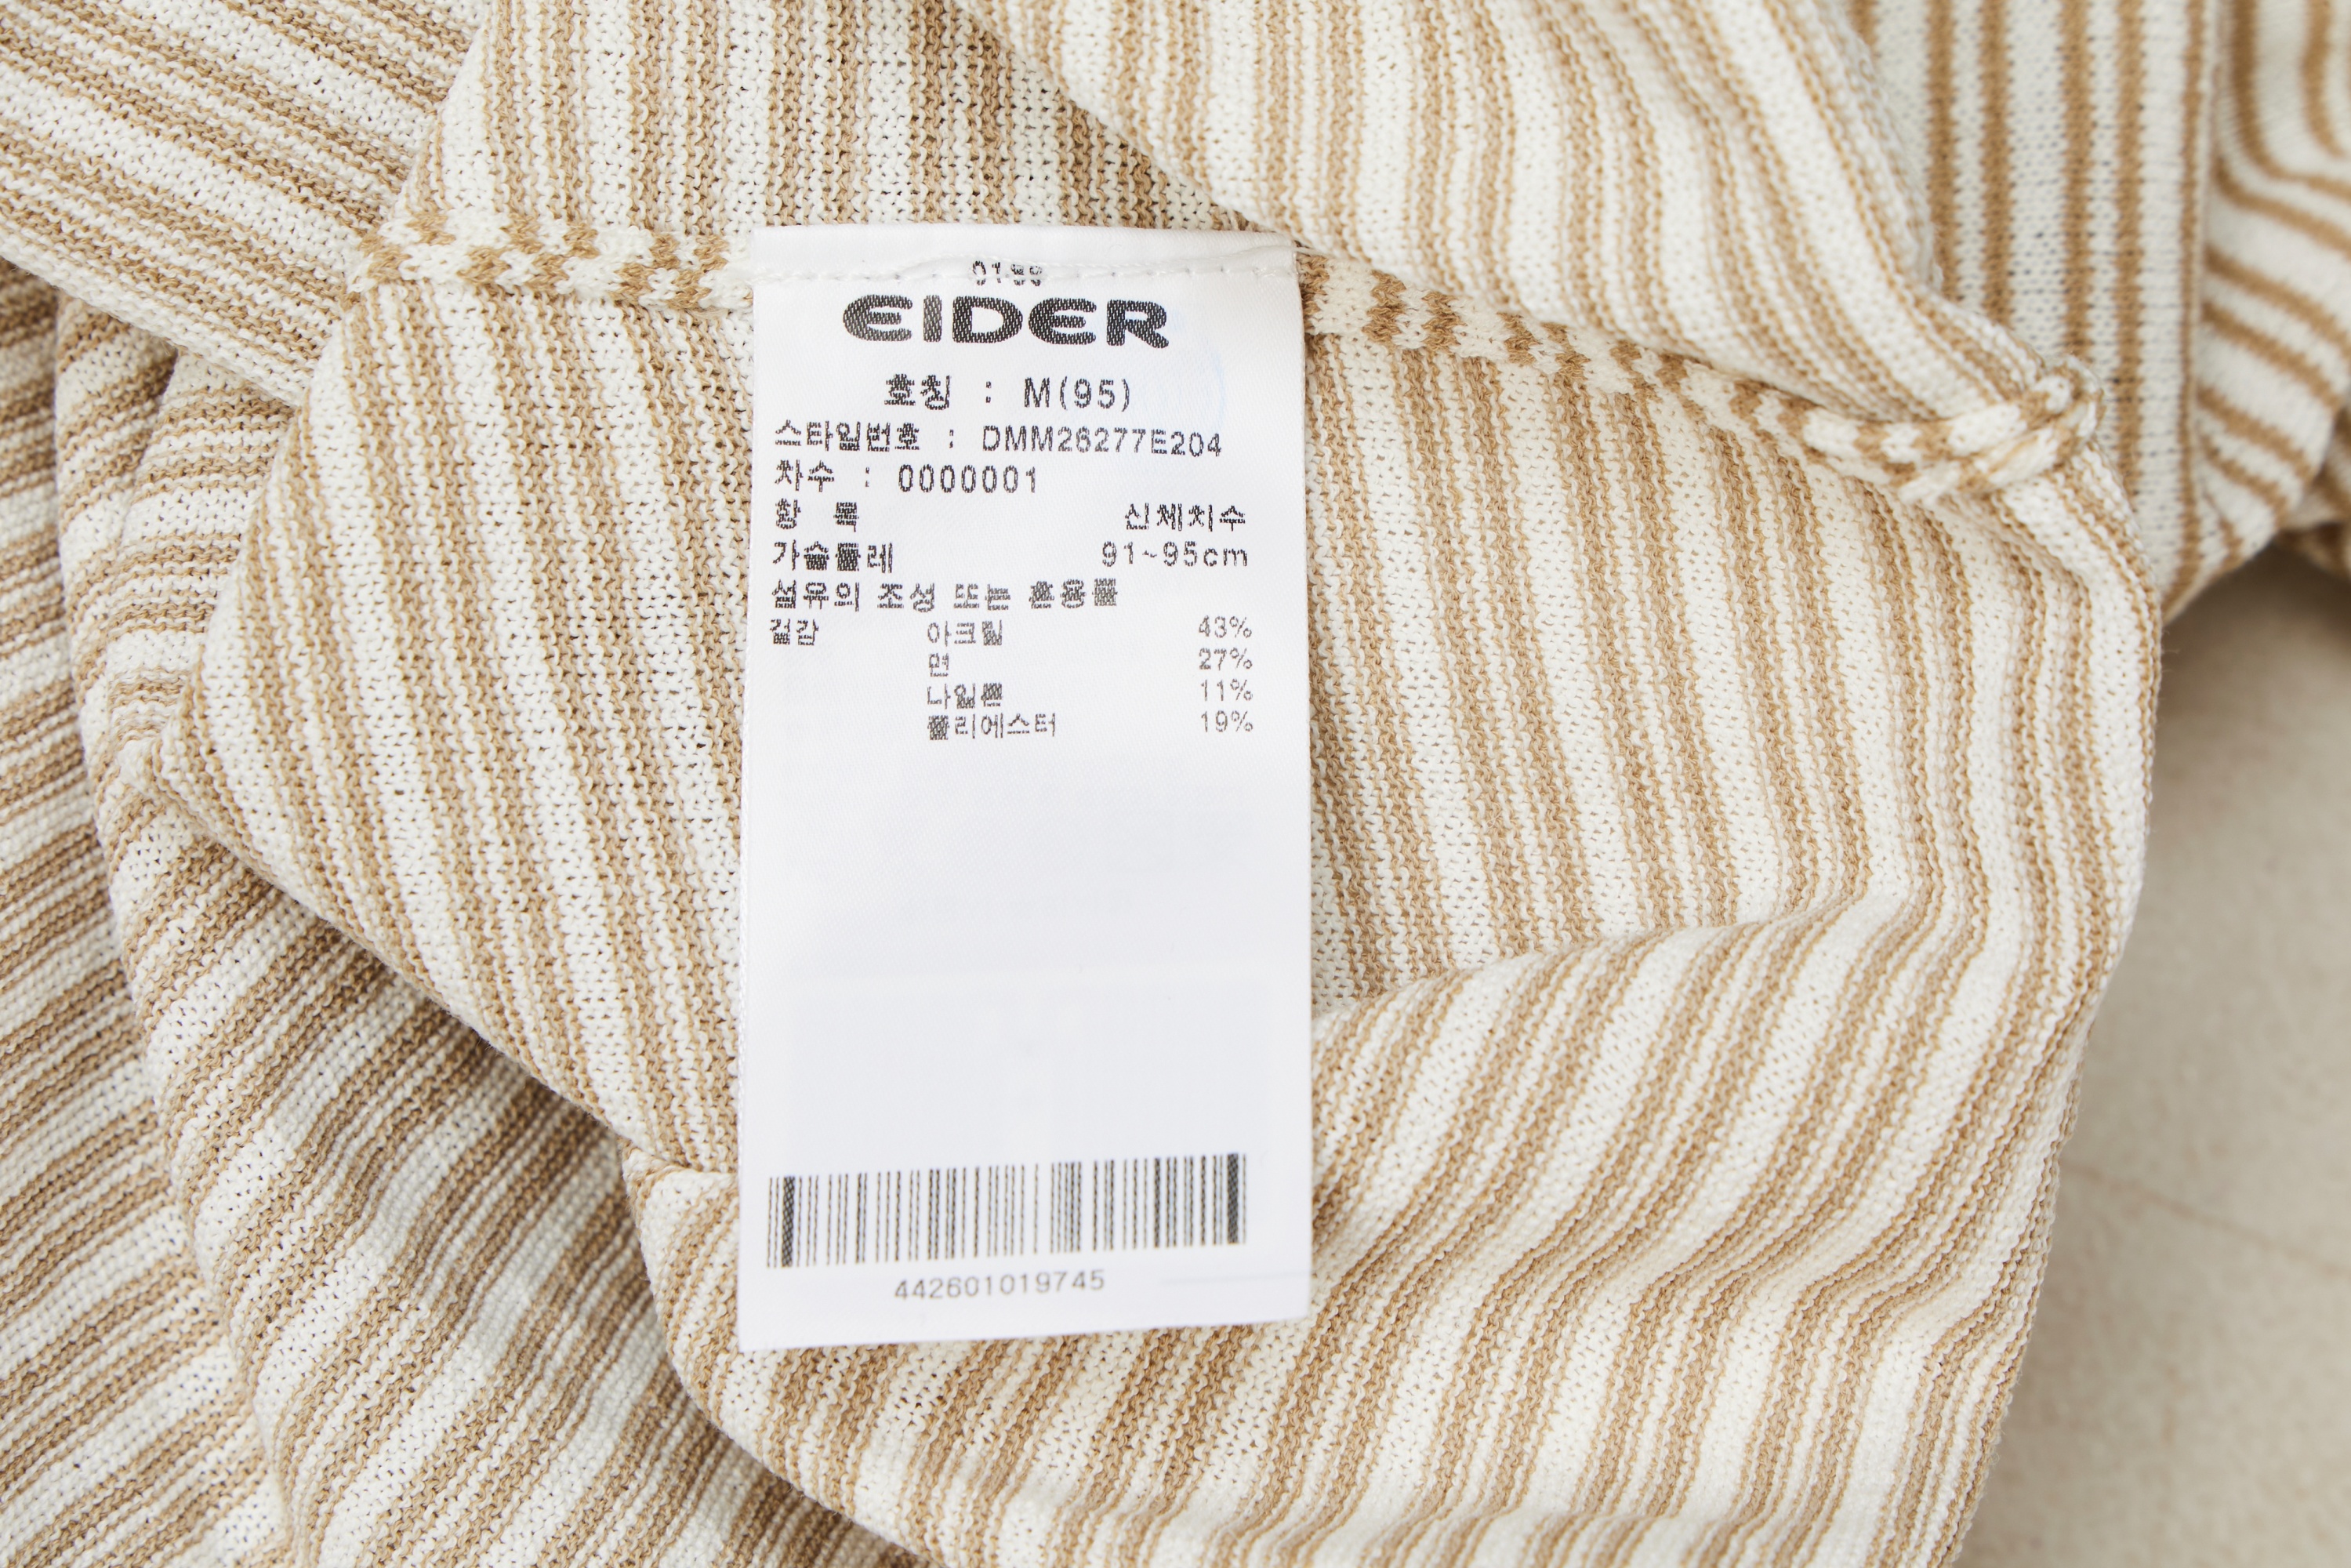 EIDER
호칭 : M(95)
스타일번호 : DMM26277E204
차수 : 0000001
항 목 신체치수
가슴둘레 91~95cm
섬유의 조성 또는 혼용률
겉감 아크릴 43%
면 27%
나일론 11%
폴리에스터 19%
442601019745